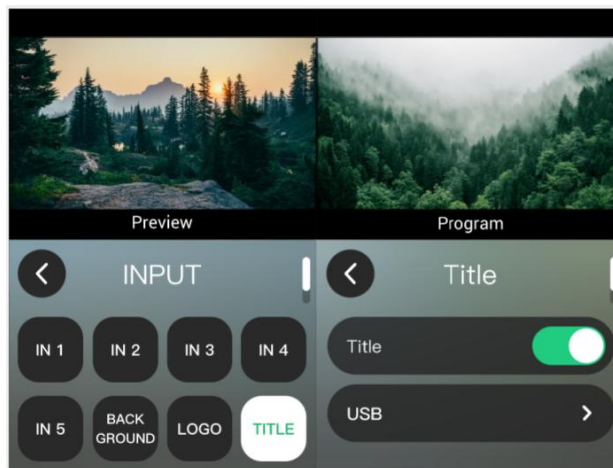 Preview
Program
INPUT
Title
IN 1
IN 2
IN 3
IN 4
Title
IN 5
BACK
GROUND
LOGO
TITLE
USB